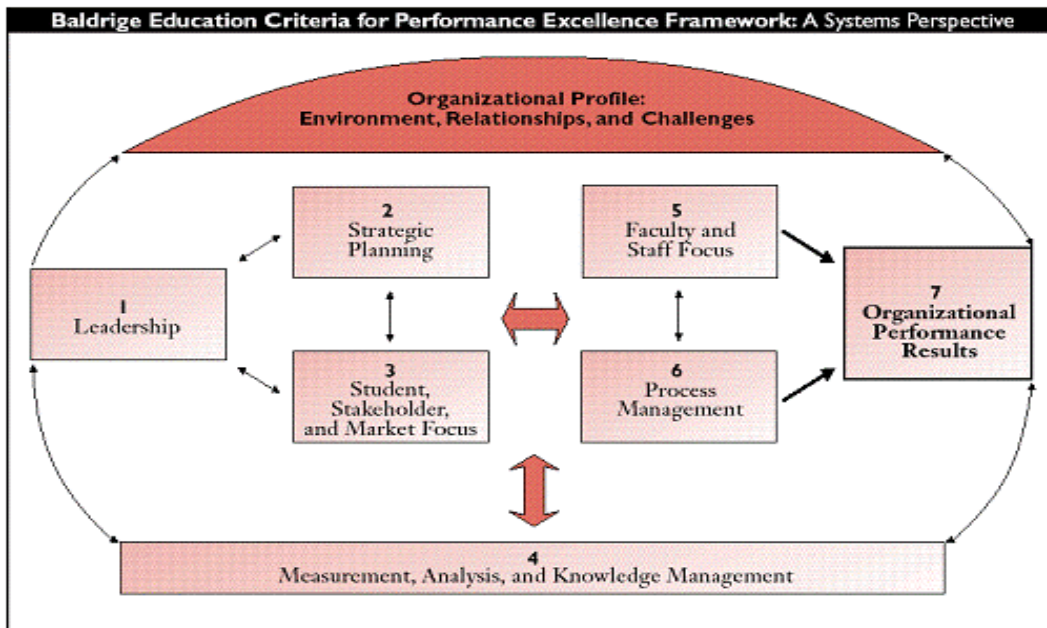 Baldrige Education Criteria for Performance Excellence Framework: A Systems Perspective
Organizational Profile:
Environment, Relationships, and Challenges
1
Leadership
2
Strategic
Planning
3
Student,
Stakeholder,
and Market Focus
5
Faculty and
Staff Focus
6
Process
Management
7
Organizational
Performance
Results
4
Measurement, Analysis, and Knowledge Management